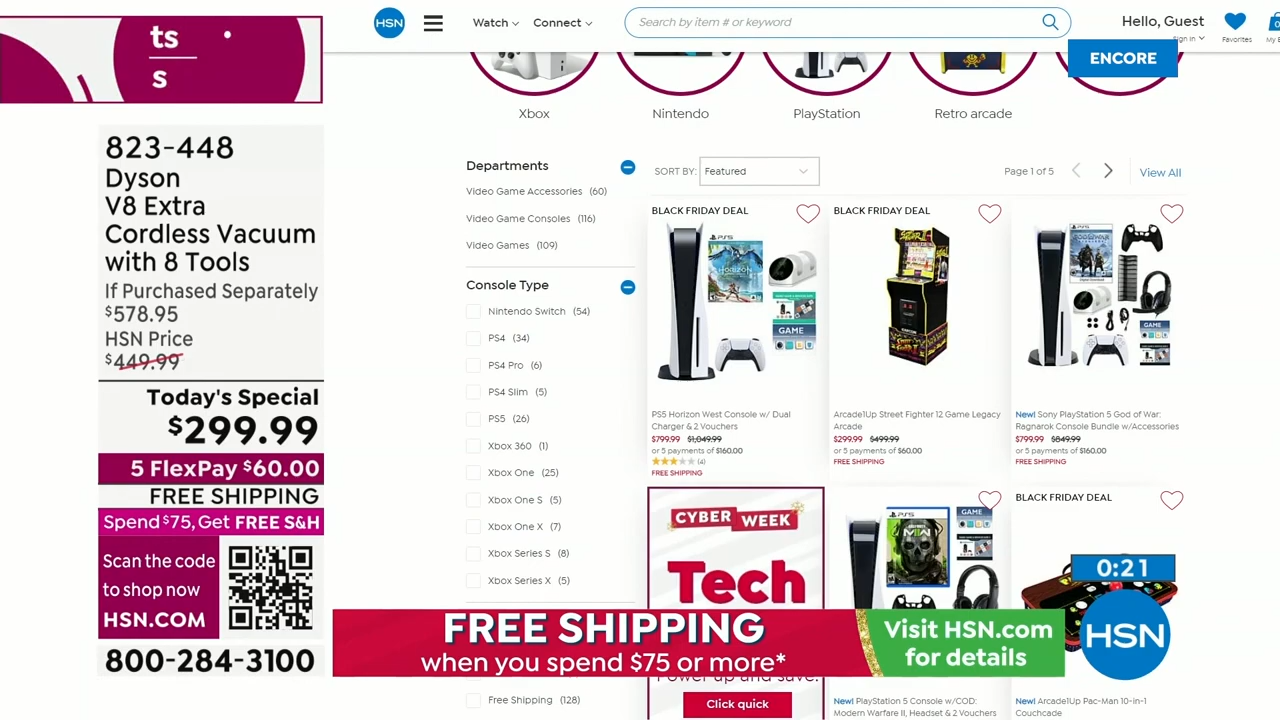 ts
s
823-448
Dyson
V8 Extra
Cordless Vacuum
with 8 Tools
If Purchased Separately
$578.95
HSN Price
$449.99
Today's Special
$299.99
5 FlexPay $60.00
FREE SHIPPING
Spend $75, Get FREE S&H
Scan the code
to shop now
HSN.COM
800-284-3100
HSN
Watch
Connect
Search by item # or keyword
Hello, Guest
Sign In
Favorites
My
ENCORE
Xbox
Nintendo
PlayStation
Retro arcade
Departments
Video Game Accessories (60)
Video Game Consoles (116)
Video Games (109)
Console Type
Nintendo Switch (54)
PS4 (34)
PS4 Pro (6)
PS4 Slim (5)
PS5 (26)
Xbox 360 (1)
Xbox One (25)
Xbox One S (5)
Xbox One X (7)
Xbox Series S (8)
Xbox Series X (5)
Free Shipping (128)
SORT BY: Featured
Page 1 of 5
View All
BLACK FRIDAY DEAL
PS5 Horizon West Console w/ Dual
Charger & 2 Vouchers
$799.99 $1,049.99
or 5 payments of $160.00
(4)
FREE SHIPPING
BLACK FRIDAY DEAL
Arcade1Up Street Fighter 12 Game Legacy
Arcade
$299.99 $499.99
or 5 payments of $60.00
FREE SHIPPING
New! Sony PlayStation 5 God of War:
Ragnarok Console Bundle w/Accessories
$799.99 $849.99
or 5 payments of $160.00
FREE SHIPPING
CYBER WEEK
Tech
Power up and save.
Click quick
New! PlayStation 5 Console w/COD:
Modern Warfare II, Headset & 2 Vouchers
BLACK FRIDAY DEAL
New! Arcade1Up Pac-Man 10-in-1
Couchcade
0:21
FREE SHIPPING
when you spend $75 or more*
Visit HSN.com
for details
HSN